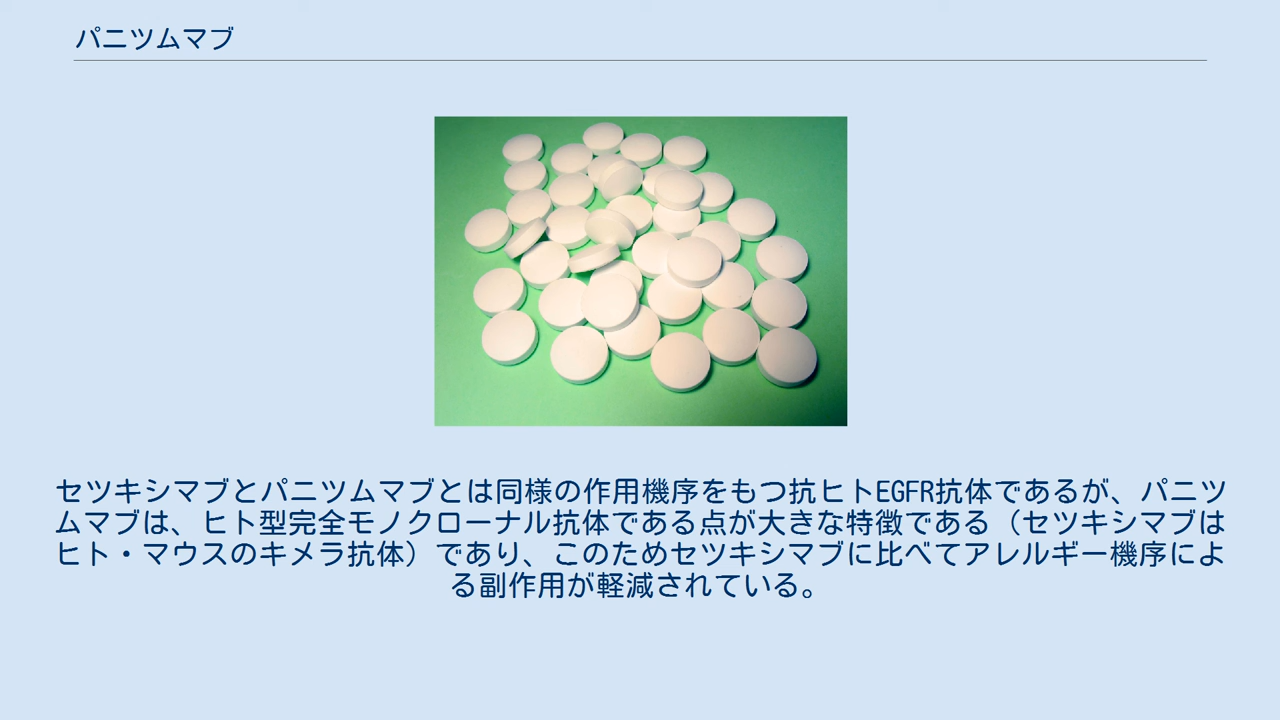 パニツムマブ
セツキシマブとパニツムマブとは同様の作用機序をもつ抗ヒトEGFR抗体であるが、パニツ
ムマブは、ヒト型完全モノクローナル抗体である点が大きな特徴である（セツキシマブは
ヒト・マウスのキメラ抗体）であり、このためセツキシマブに比べてアレルギー機序によ
る副作用が軽減されている。